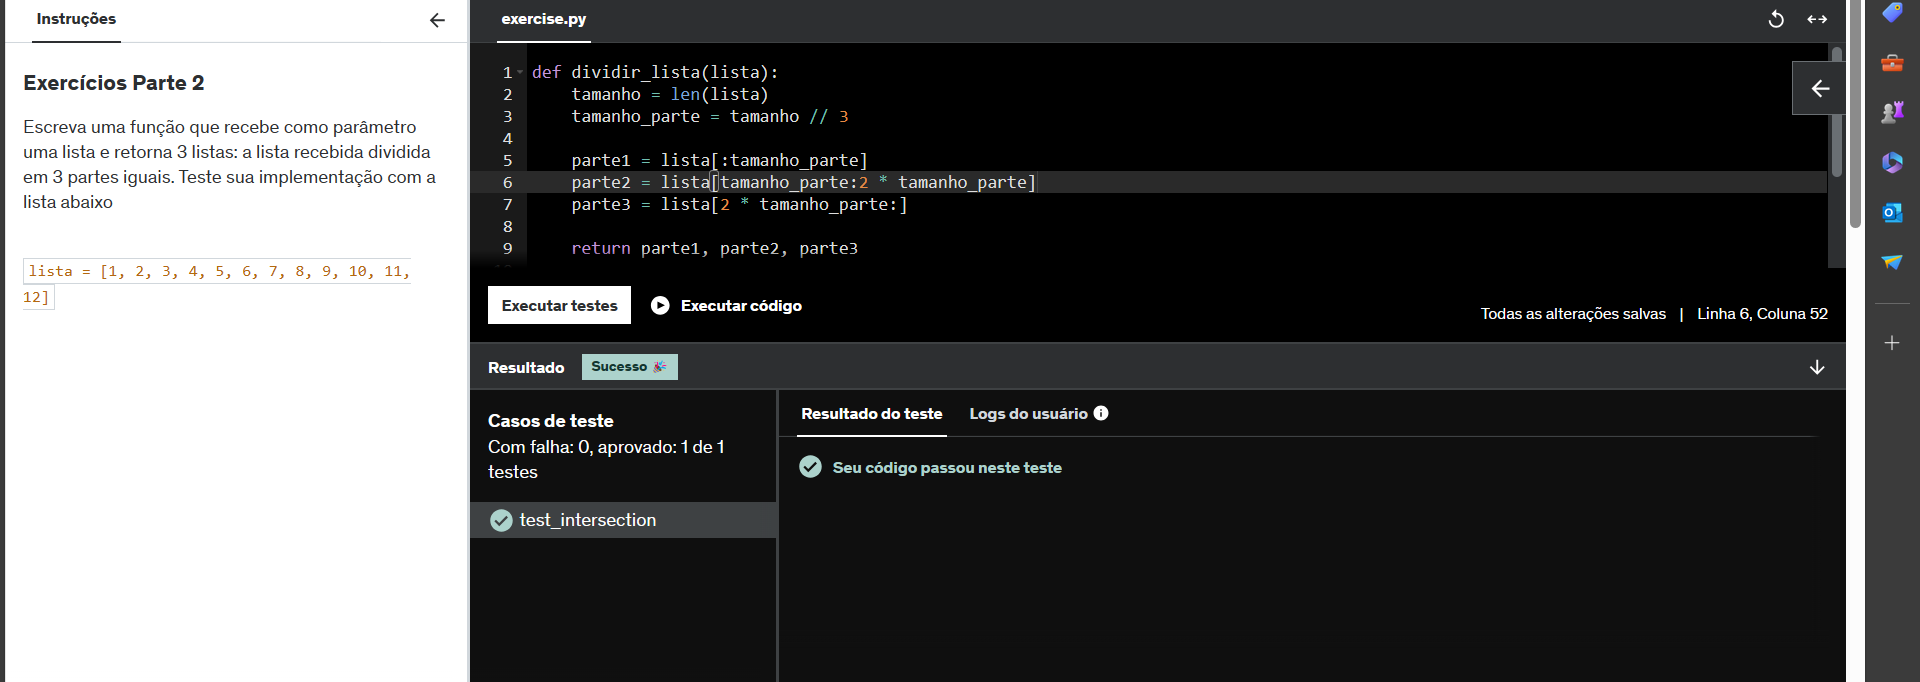 Instruções
Exercícios Parte 2
Escreva uma função que recebe como parâmetro
uma lista e retorna 3 listas: a lista recebida dividida
em 3 partes iguais. Teste sua implementação com a
lista abaixo
lista = [1, 2, 3, 4, 5, 6, 7, 8, 9, 10, 11,
12]
exercise.py
1 def dividir_lista(lista):
2 tamanho = len(lista)
3 tamanho_parte = tamanho // 3
4
5 parte1 = lista[:tamanho_parte]
6 parte2 = lista[tamanho_parte:2 * tamanho_parte]
7 parte3 = lista[2 * tamanho_parte:]
8
9 return parte1, parte2, parte3
Executar testes
Executar código
Todas as alterações salvas | Linha 6, Coluna 52
Resultado
Sucesso 🎉
Casos de teste
Com falha: 0, aprovado: 1 de 1
testes
test_intersection
Resultado do teste
Logs do usuário
Seu código passou neste teste